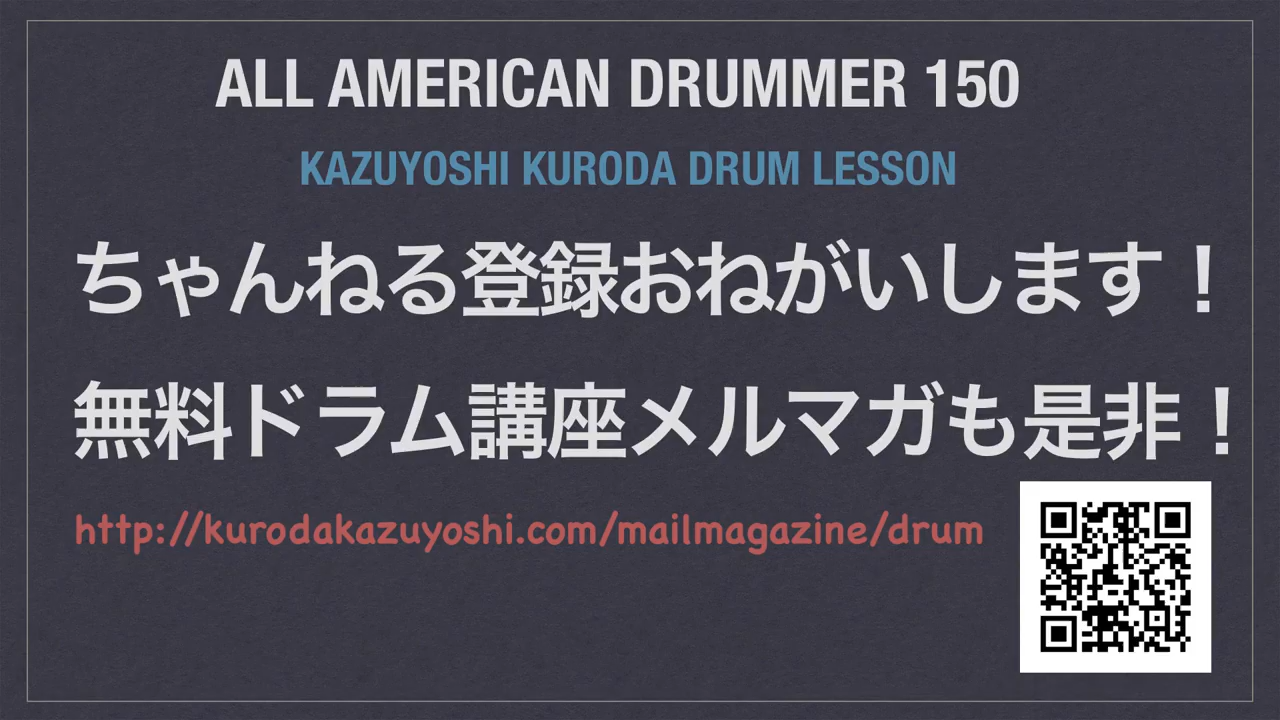 ALL AMERICAN DRUMMER 150
KAZUYOSHI KURODA DRUM LESSON
ちゃんねる登録おねがいします！
無料ドラム講座メルマガも是非！
http://kurodakazuyoshi.com/mailmagazine/drum